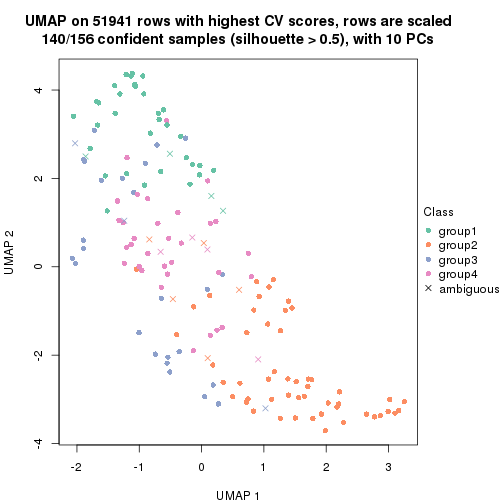 UMAP on 51941 rows with highest CV scores, rows are scaled
140/156 confident samples (silhouette > 0.5), with 10 PCs
4
2
0
-2
-4
UMAP 2
-2
-1
0
1
2
3
UMAP 1
Class
group1
group2
group3
group4
ambiguous